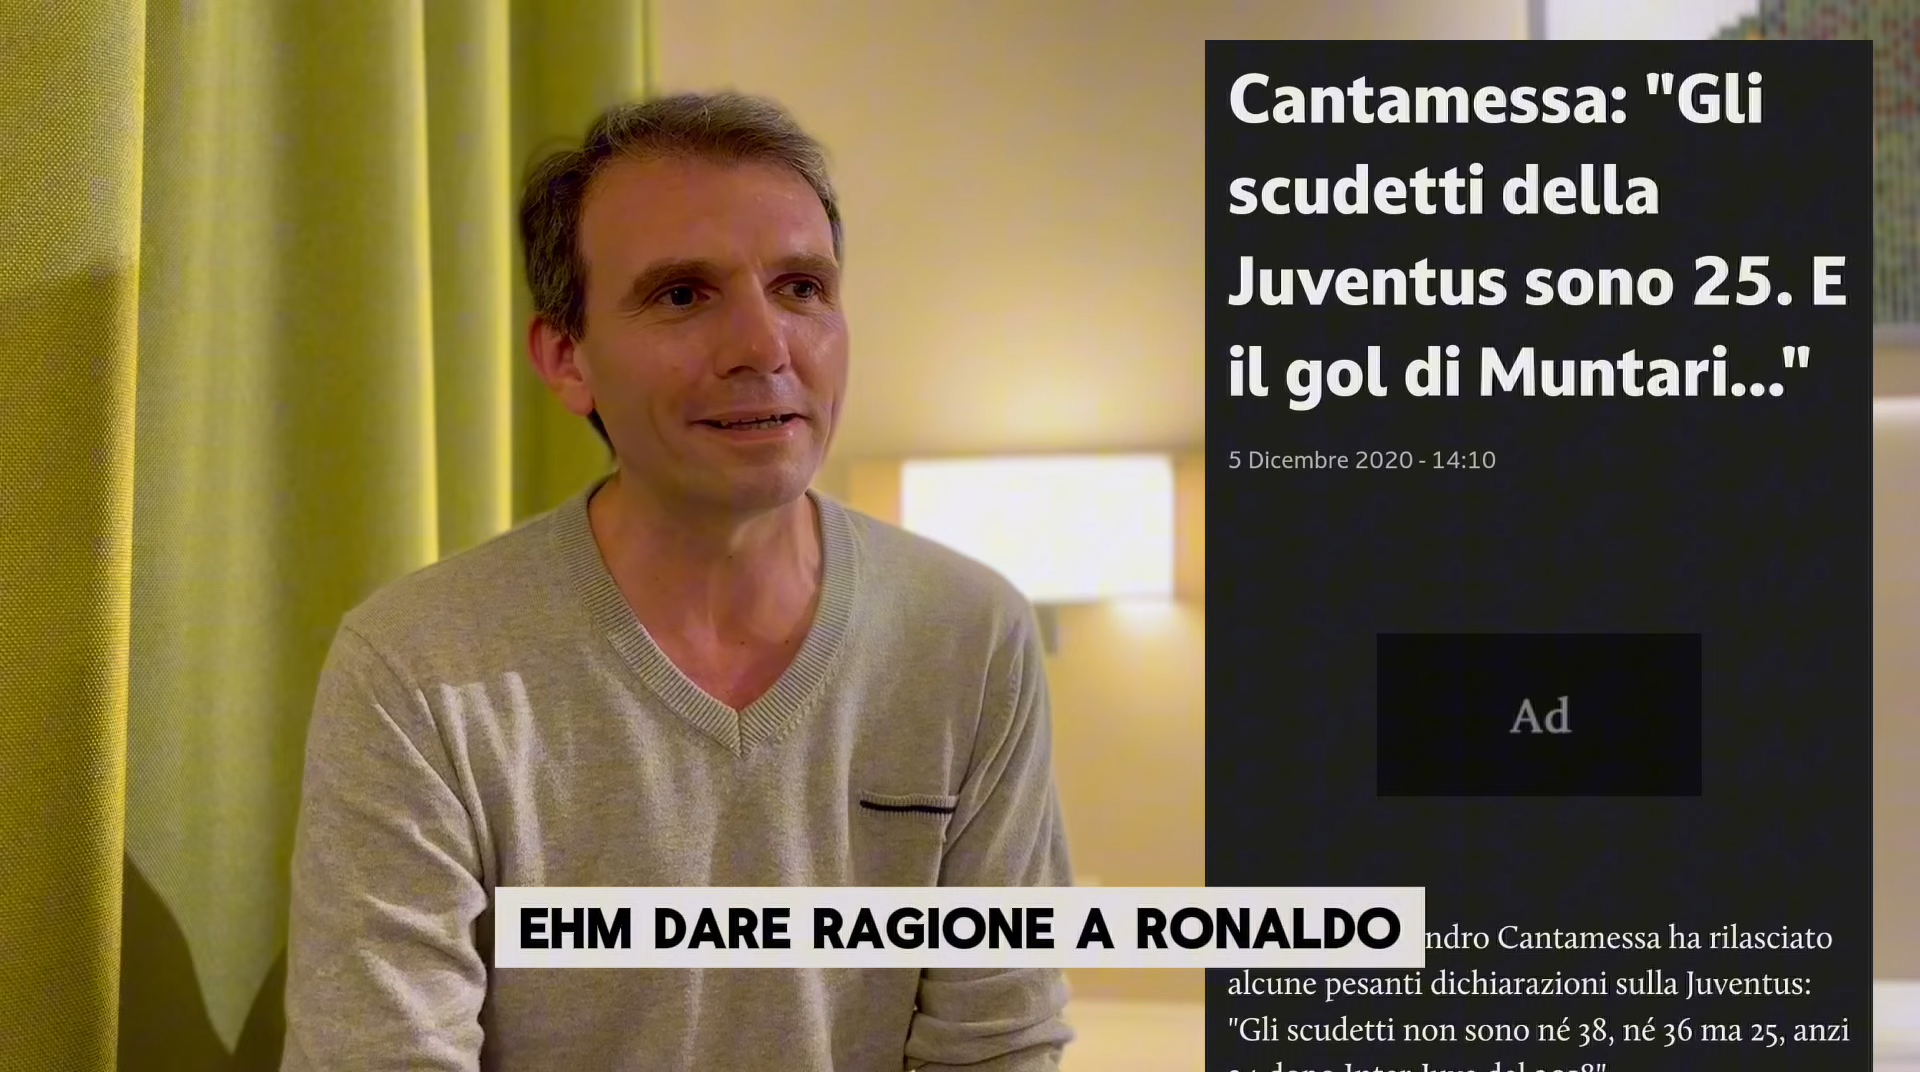 Cantamessa: "Gli
scudetti della
Juventus sono 25. E
il gol di Muntari..."
5 Dicembre 2020 - 14:10
Ad
EHM DARE RAGIONE A RONALDO
ndro Cantamessa ha rilasciato
alcune pesanti dichiarazioni sulla Juventus:
"Gli scudetti non sono né 38, né 36 ma 25, anzi